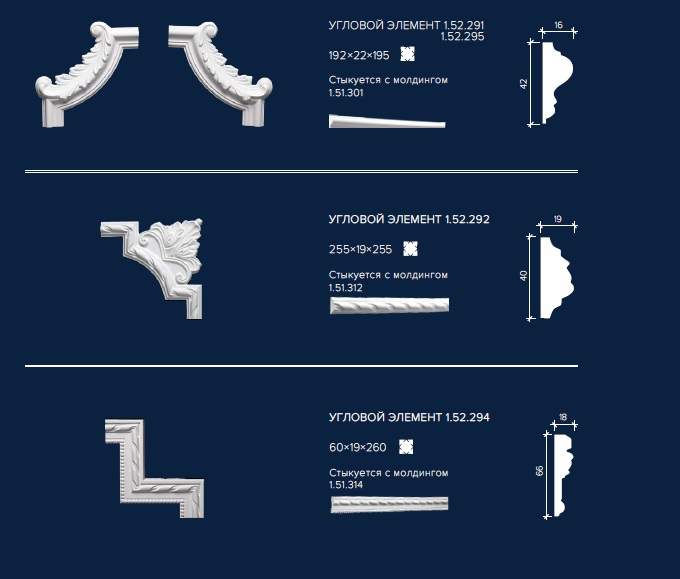 УГЛОВОЙ ЭЛЕМЕНТ 1.52.291
1.52.295
192×22×195
Стыкуется с молдингом
1.51.301
16
42
УГЛОВОЙ ЭЛЕМЕНТ 1.52.292
255×19×255
Стыкуется с молдингом
1.51.312
19
40
УГЛОВОЙ ЭЛЕМЕНТ 1.52.294
60×19×260
Стыкуется с молдингом
1.51.314
18
66